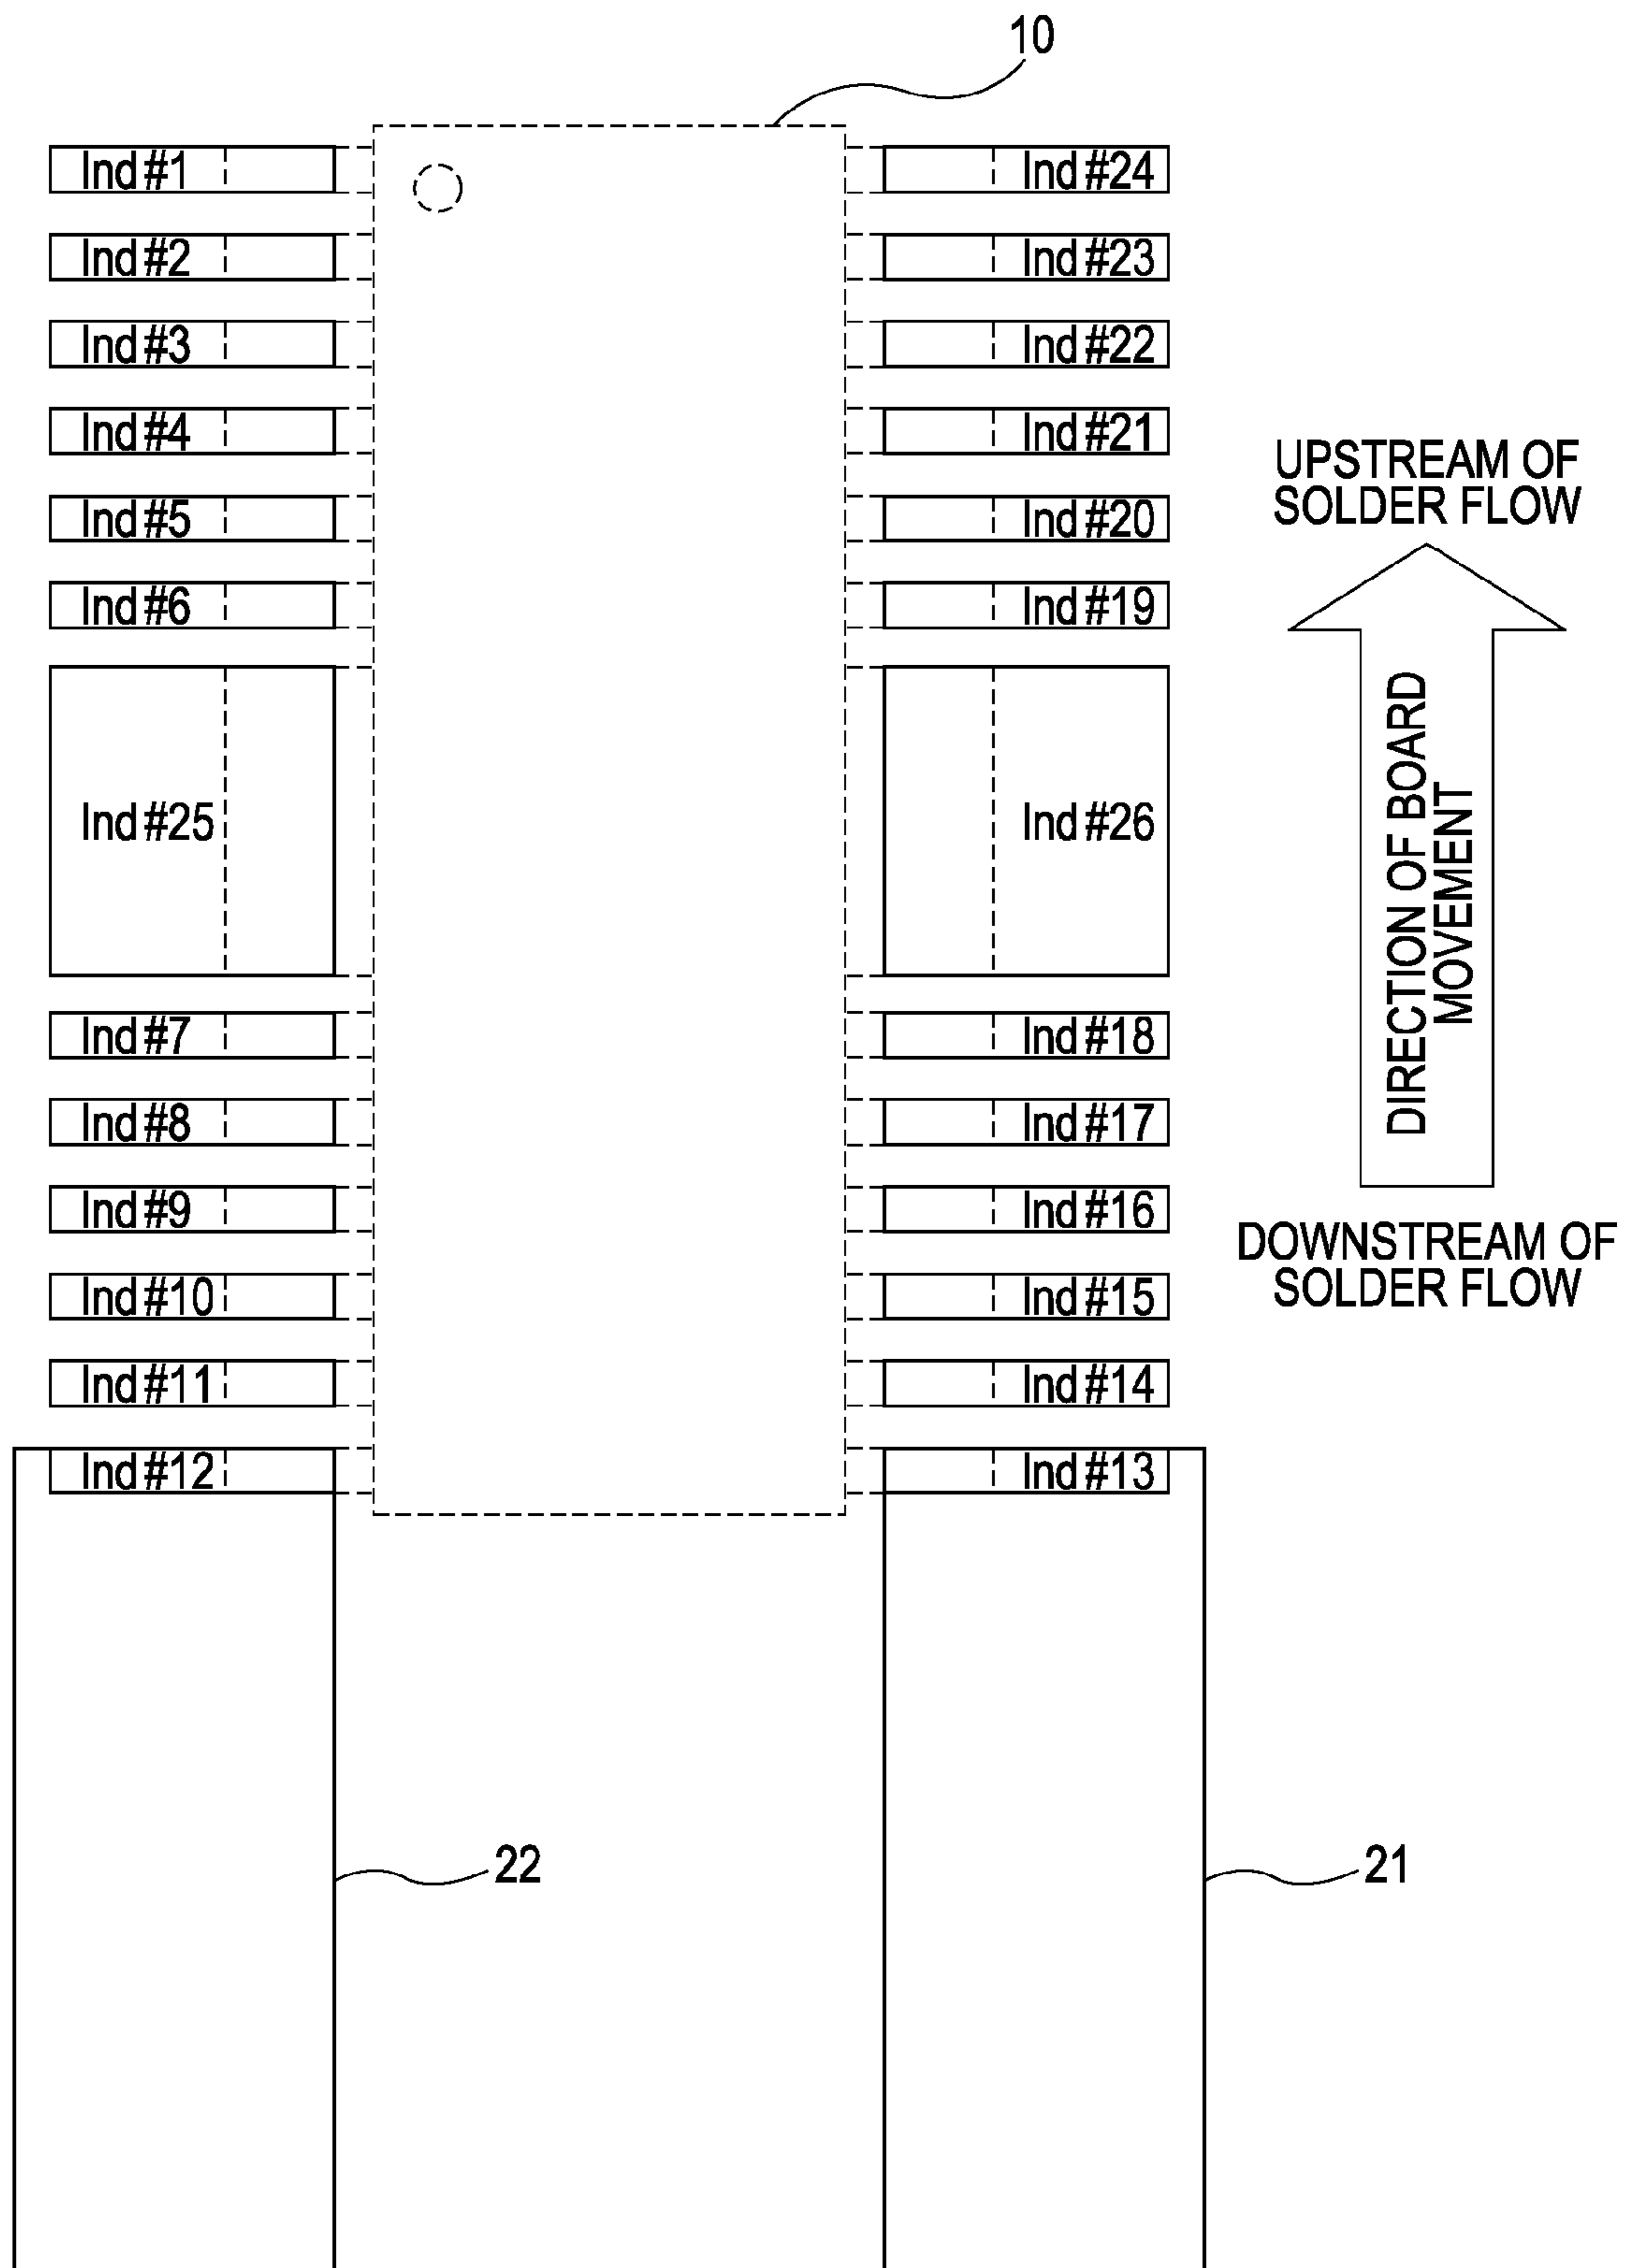 10
Ind #1
Ind #24
Ind #2
Ind #23
Ind #3
Ind #22
Ind #4
Ind #21
UPSTREAM OF
SOLDER FLOW
Ind #5
Ind #20
Ind #6
Ind #19
Ind #25
Ind #26
DIRECTION OF BOARD
MOVEMENT
Ind #7
Ind #18
Ind #8
Ind #17
Ind #9
Ind #16
DOWNSTREAM OF
SOLDER FLOW
Ind #10
Ind #15
Ind #11
Ind #14
Ind #12
Ind #13
22
21